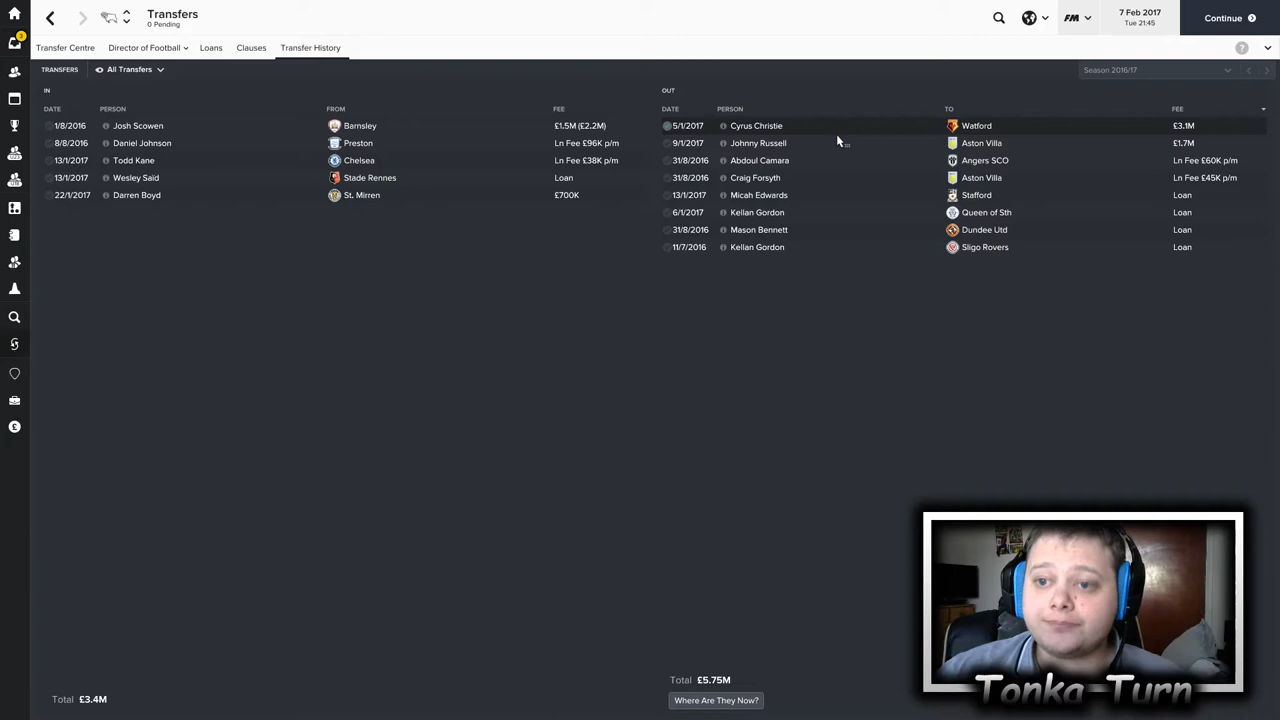 Transfers
0 Pending
FM
7 Feb 2017
Tue 21:45
Continue
3
Transfer Centre Director of Football Loans Clauses Transfer History
TRANSFERS All Transfers Season 2016/17
IN
DATE PERSON FROM FEE
1/8/2016 Josh Scowen Barnsley £1.5M (£2.2M)
8/8/2016 Daniel Johnson Preston Ln Fee £96K p/m
13/1/2017 Todd Kane Chelsea Ln Fee £38K p/m
13/1/2017 Wesley Saïd Stade Rennes Loan
22/1/2017 Darren Boyd St. Mirren £700K
Total £3.4M
OUT
DATE PERSON TO FEE
5/1/2017 Cyrus Christie Watford £3.1M
9/1/2017 Johnny Russell Aston Villa £1.7M
31/8/2016 Abdoul Camara Angers SCO Ln Fee £60K p/m
31/8/2016 Craig Forsyth Aston Villa Ln Fee £45K p/m
13/1/2017 Micah Edwards Stafford Loan
6/1/2017 Kellan Gordon Queen of Sth Loan
31/8/2016 Mason Bennett Dundee Utd Loan
11/7/2016 Kellan Gordon Sligo Rovers Loan
Total £5.75M
Where Are They Now?
Tonka Turn